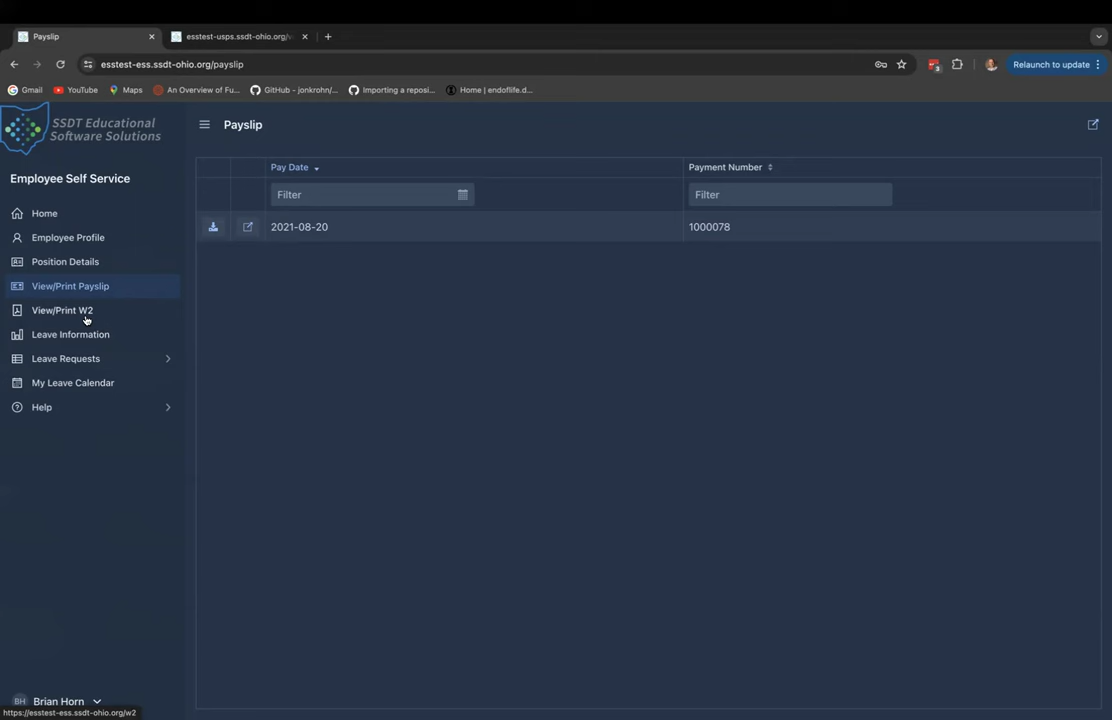 Payslip
esstest-usps.ssdt-ohio.org/v
esstest-ess.ssdt-ohio.org/payslip
3
Relaunch to update
Gmail
YouTube
Maps
An Overview of Fu...
GitHub - jonkrohn/...
Importing a reposi...
Home | endoflife.d...
SSDT Educational
Software Solutions
Payslip
Employee Self Service
Pay Date
Payment Number
Filter
Filter
2021-08-20
1000078
Home
Employee Profile
Position Details
View/Print Payslip
View/Print W2
Leave Information
Leave Requests
My Leave Calendar
Help
BH
Brian Horn
https://esstest-ess.ssdt-ohio.org/w2